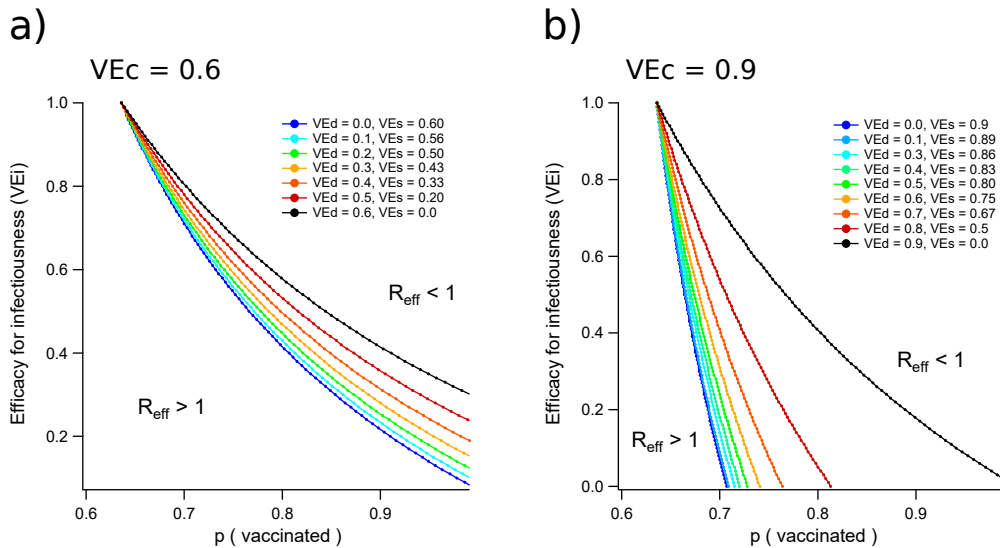 a)
VEc = 0.6
Efficacy for infectiousness (VEi)
1.0
0.8
0.6
0.4
0.2
VEd = 0.0, VEs = 0.60
VEd = 0.1, VEs = 0.56
VEd = 0.2, VEs = 0.50
VEd = 0.3, VEs = 0.43
VEd = 0.4, VEs = 0.33
VEd = 0.5, VEs = 0.20
VEd = 0.6, VEs = 0.0
Reff < 1
Reff > 1
0.6 0.7 0.8 0.9
p ( vaccinated )
b)
VEc = 0.9
Efficacy for infectiousness (VEi)
1.0
0.8
0.6
0.4
0.2
0.0
VEd = 0.0, VEs = 0.9
VEd = 0.1, VEs = 0.89
VEd = 0.3, VEs = 0.86
VEd = 0.4, VEs = 0.83
VEd = 0.5, VEs = 0.80
VEd = 0.6, VEs = 0.75
VEd = 0.7, VEs = 0.67
VEd = 0.8, VEs = 0.5
VEd = 0.9, VEs = 0.0
Reff < 1
Reff > 1
0.6 0.7 0.8 0.9
p ( vaccinated )